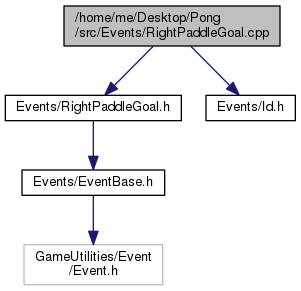 /home/me/Desktop/Pong
/src/Events/RightPaddleGoal.cpp
Events/RightPaddleGoal.h
Events/Id.h
Events/EventBase.h
GameUtilities/Event
/Event.h